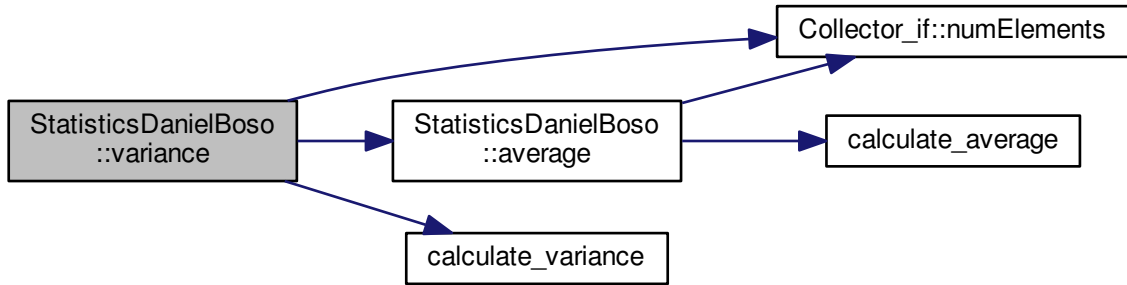 StatisticsDanielBoso
::variance
StatisticsDanielBoso
::average
Collector_if::numElements
calculate_average
calculate_variance